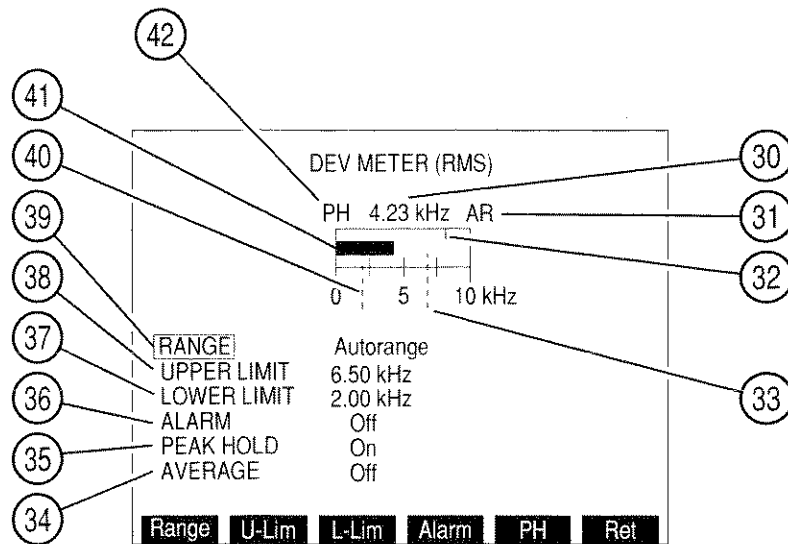 42
41
40
39
38
37
36
35
34
30
31
32
33
DEV METER (RMS)
PH 4.23 kHz AR
0 5 10 kHz
RANGE Autorange
UPPER LIMIT 6.50 kHz
LOWER LIMIT 2.00 kHz
ALARM Off
PEAK HOLD On
AVERAGE Off
Range U-Lim L-Lim Alarm PH Ret